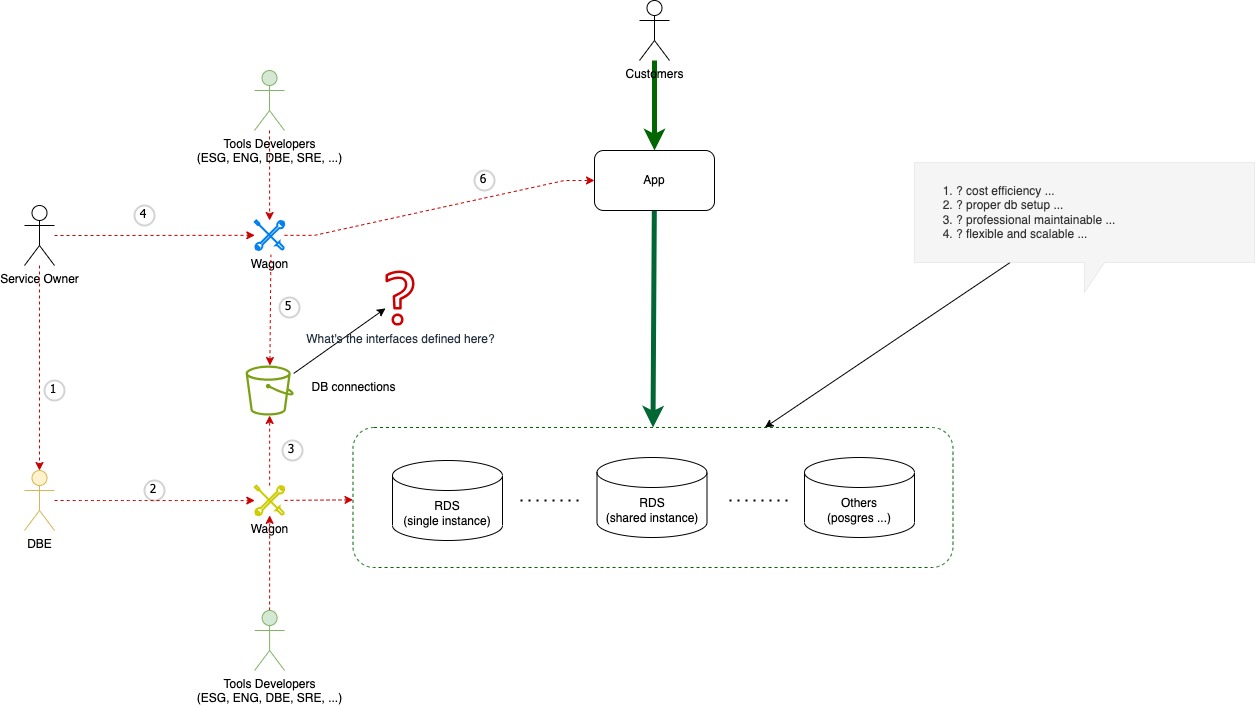 Customers
Tools Developers
(ESG, ENG, DBE, SRE, ...)
6
App
4
1. ? cost efficiency ...
2. ? proper db setup ...
3. ? professional maintainable ...
4. ? flexible and scalable ...
Wagon
Service Owner
5
What's the interfaces defined here?
DB connections
1
3
2
RDS
(single instance)
RDS
(shared instance)
Others
(posgres ...)
Wagon
DBE
Tools Developers
(ESG, ENG, DBE, SRE, ...)